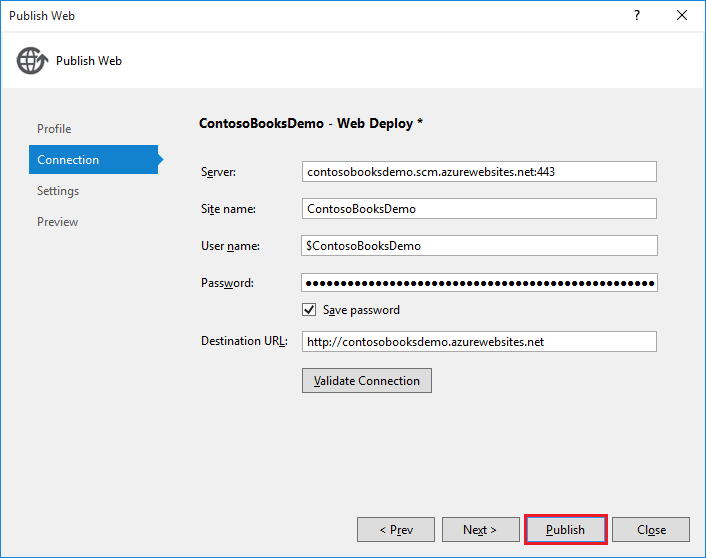 Publish Web
?
Publish Web
Profile
Connection
Settings
Preview
ContosoBooksDemo - Web Deploy *
Server: contosobooksdemo.scm.azurewebsites.net:443
Site name: ContosoBooksDemo
User name: $ContosoBooksDemo
Password: ••••••••••••••••••••••••••••••••••••••••••••••••••
Save password
Destination URL: http://contosobooksdemo.azurewebsites.net
Validate Connection
< Prev Next > Publish Close